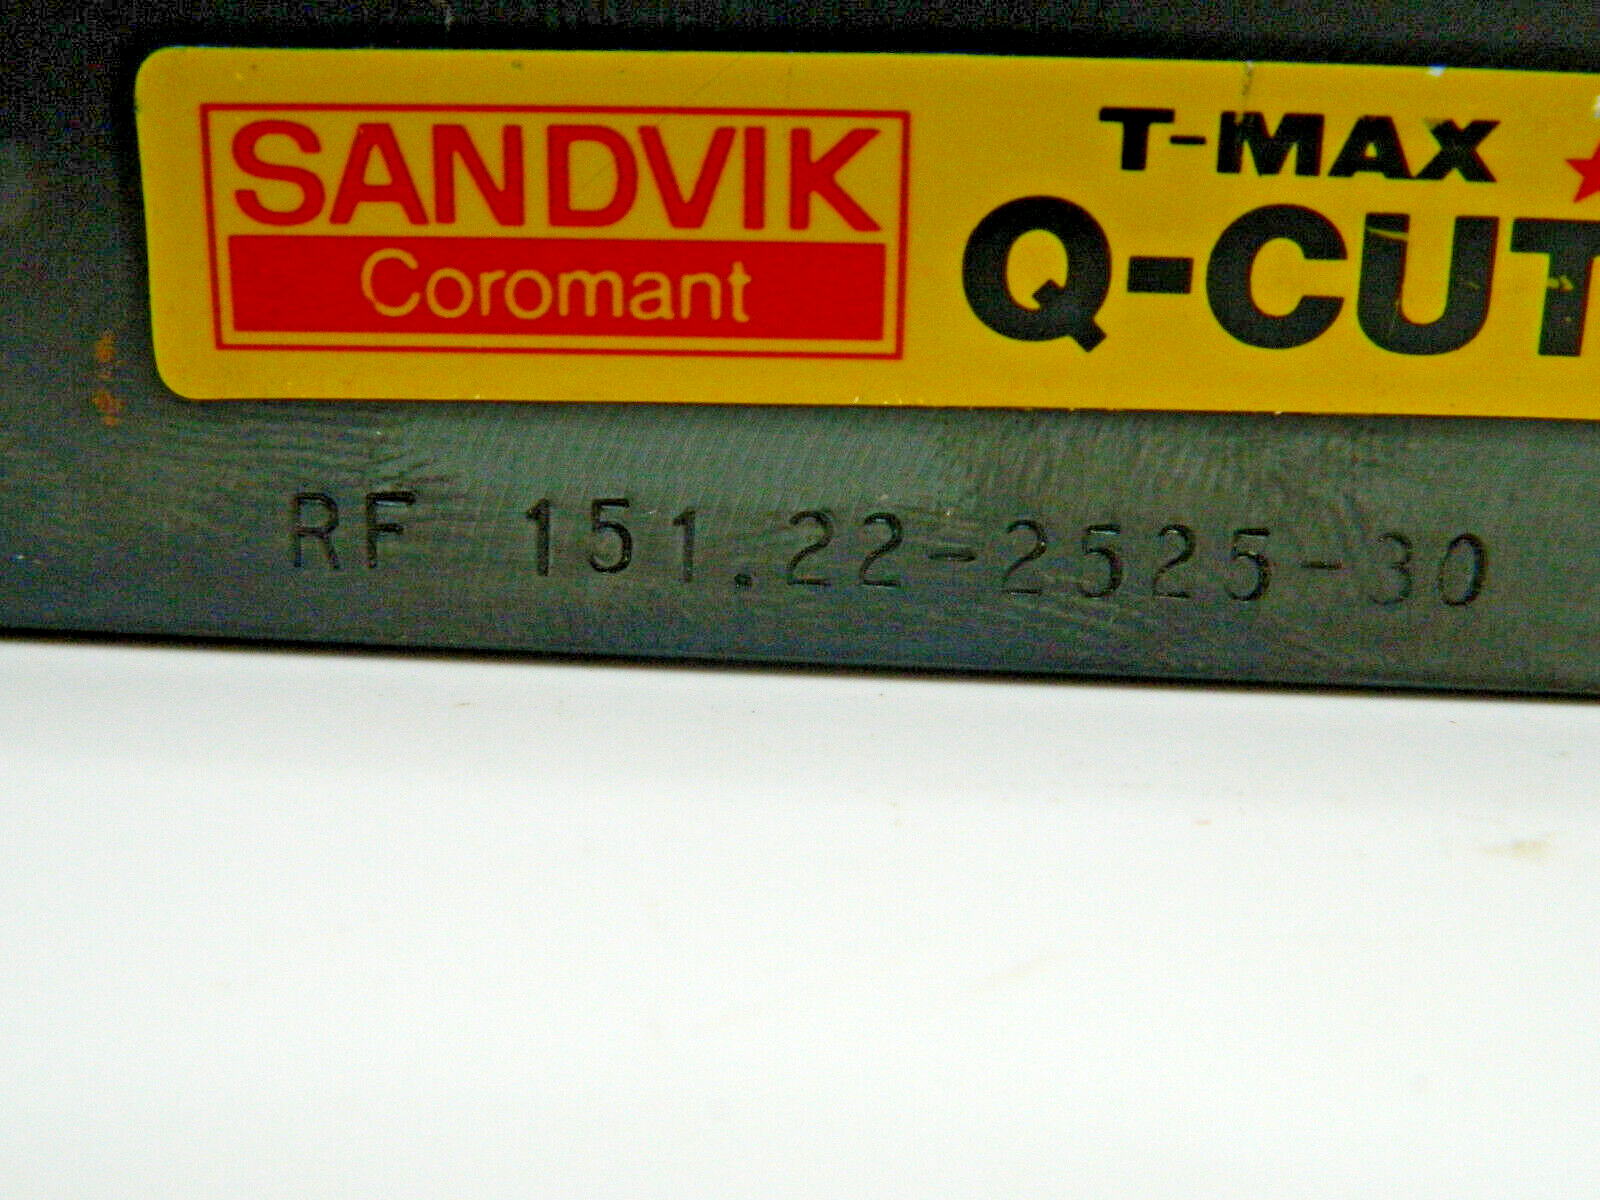 SANDVIK
Coromant
T-MAX
Q-CUT
RF 151.22-2525-30